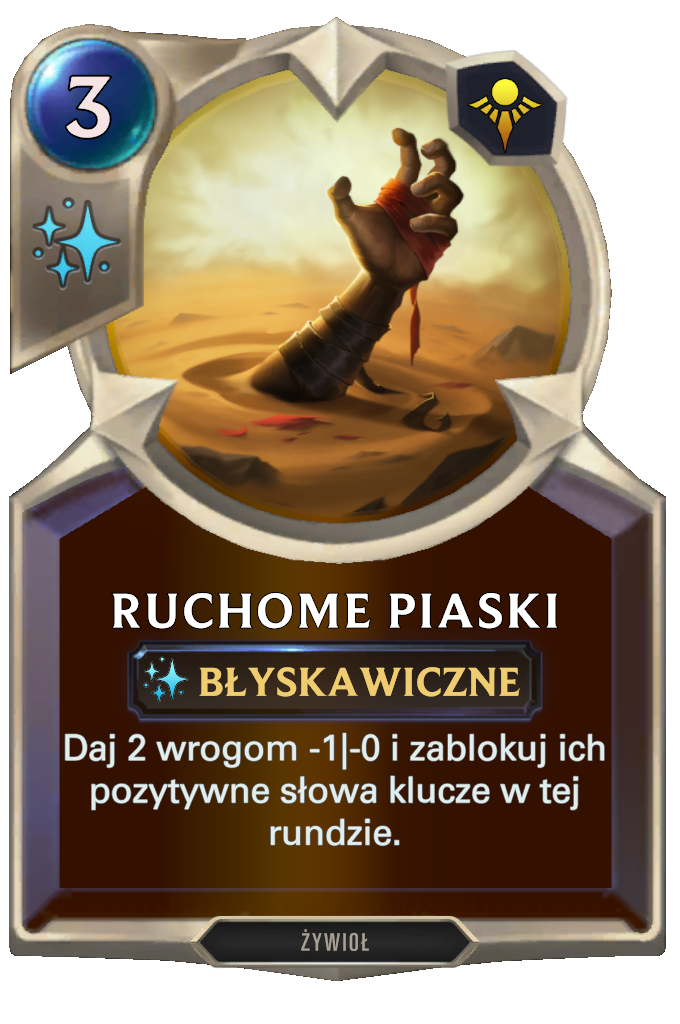 3
RUCHOME PIASKI
BŁYSKAWICZNE
Daj 2 wrogom -1|-0 i zablokuj ich
pozytywne słowa klucze w tej
rundzie.
ŻYWIOŁ